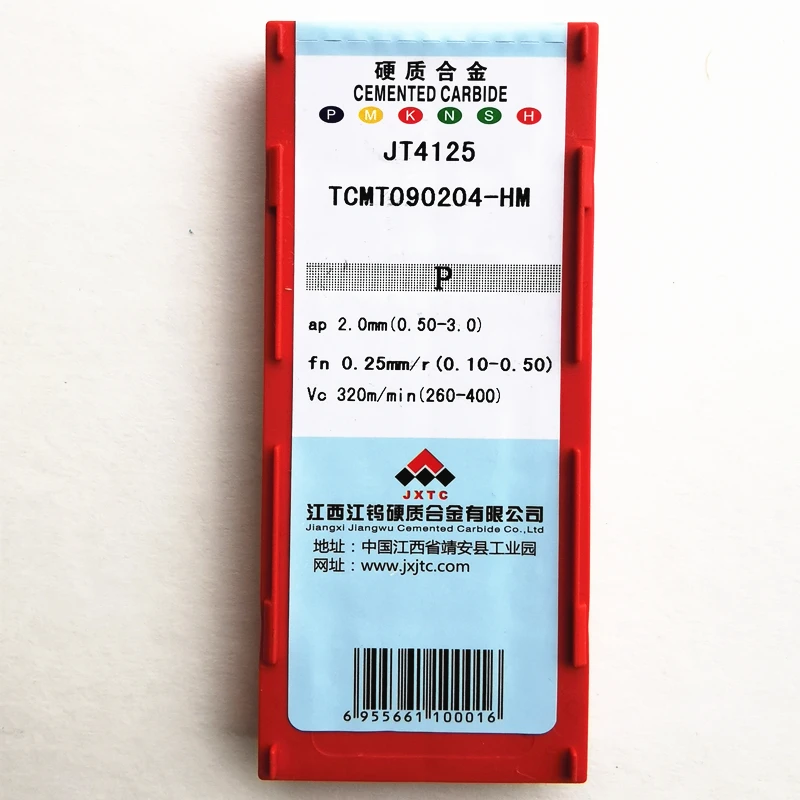 硬质合金
CEMENTED CARBIDE
P M K N S H
JT4125
TCMT090204-HM
P
ap 2.0mm(0.50-3.0)
fn 0.25mm/r(0.10-0.50)
Vc 320m/min(260-400)
JXTC
江西江钨硬质合金有限公司
Jiangxi Jiangwu Cemented Carbide Co.,Ltd
地址：中国江西省靖安县工业园
网址：www.jxjtc.com
6 955661 100016